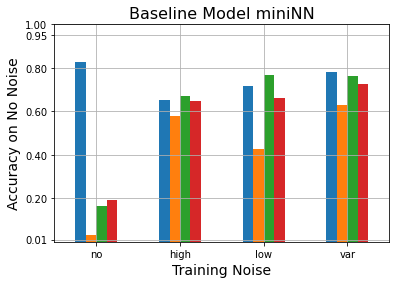 Baseline Model miniNN
1.00
0.95
0.80
0.60
0.40
0.20
0.01
Accuracy on No Noise
no high low var
Training Noise